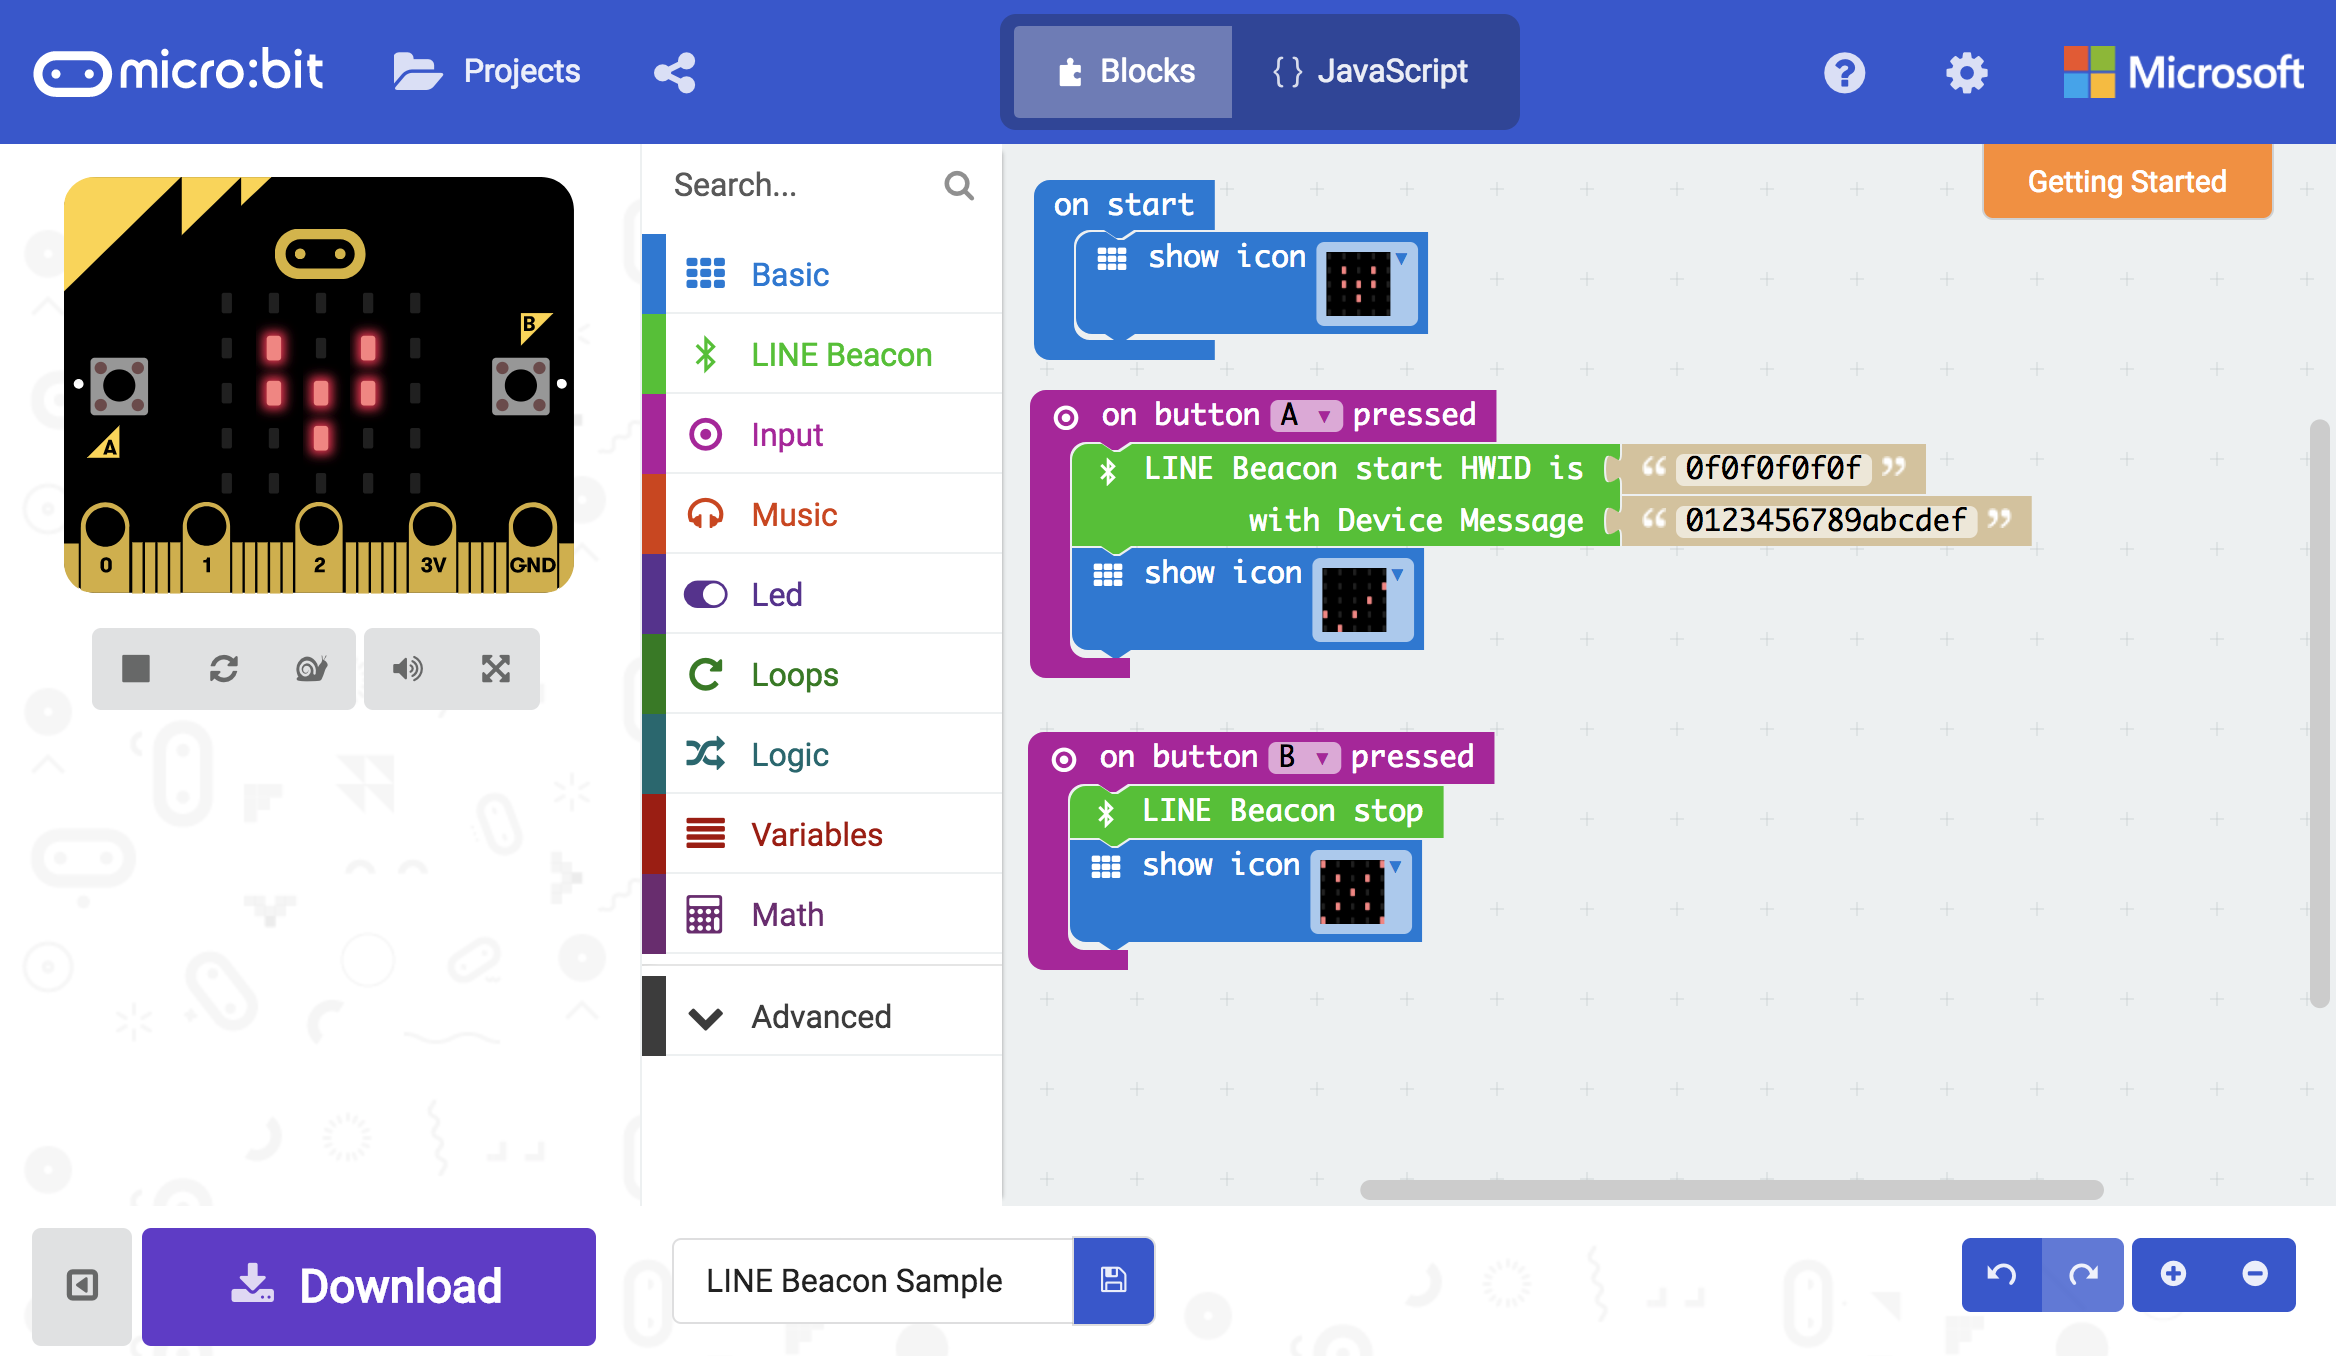 micro:bit
Projects
Blocks
{} JavaScript
Microsoft
Getting Started
B
A
0 1 2 3V GND
Search...
Basic
LINE Beacon
Input
Music
Led
Loops
Logic
Variables
Math
Advanced
on start
show icon
on button A pressed
LINE Beacon start HWID is “ 0f0f0f0f0f ”
with Device Message “ 0123456789abcdef ”
show icon
on button B pressed
LINE Beacon stop
show icon
Download
LINE Beacon Sample